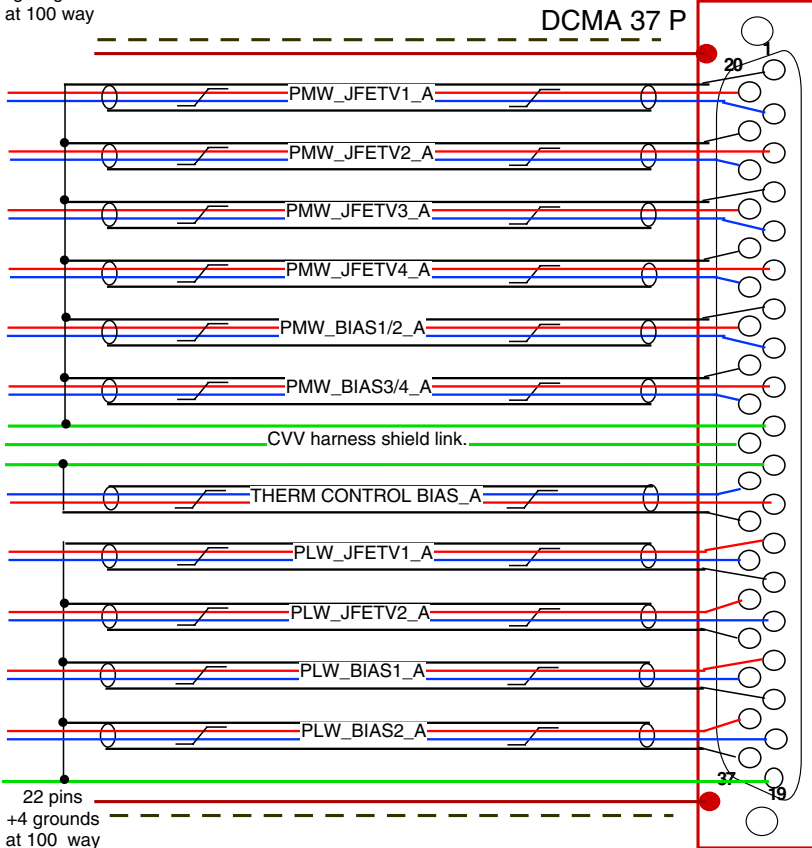 at 100 way
DCMA 37 P
1
20
PMW_JFETV1_A
PMW_JFETV2_A
PMW_JFETV3_A
PMW_JFETV4_A
PMW_BIAS1/2_A
PMW_BIAS3/4_A
CVV harness shield link.
THERM CONTROL BIAS_A
PLW_JFETV1_A
PLW_JFETV2_A
PLW_BIAS1_A
PLW_BIAS2_A
37
19
22 pins
+4 grounds
at 100 way